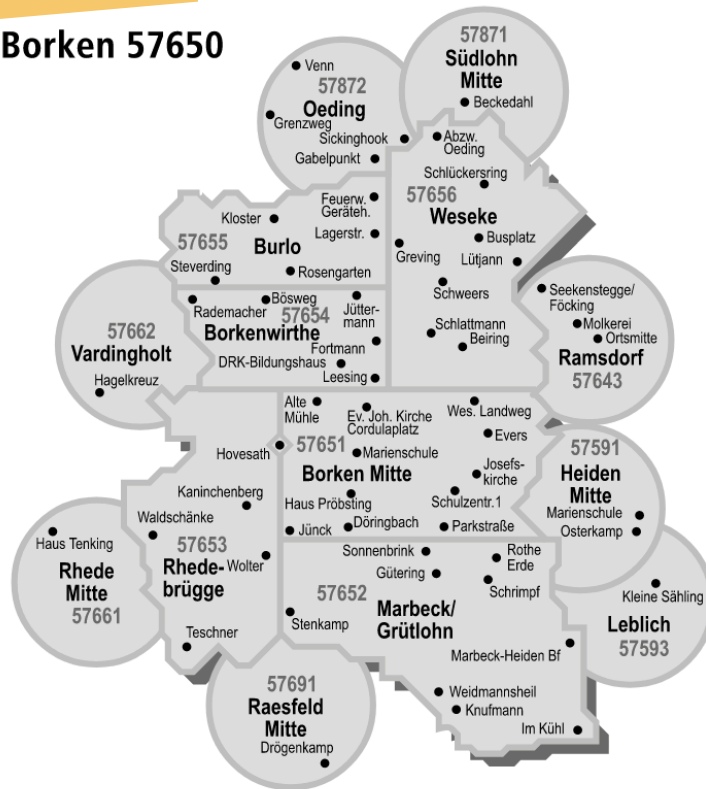 Borken 57650
57871
Südlohn
Mitte
Beckedahl
Venn
57872
Oeding
Grenzweg
Sickinghook
Gabelpunkt
Abzw.
Oeding
Schlückersring
57656
Weseke
Busplatz
Greving
Lütjann
Schweers
Schlattmann
Beiring
Feuerw.
Geräteh.
Kloster
Lagerstr.
57655
Burlo
Steverding
Rosengarten
Rademacher
Bösweg
57654
Jütter-
mann
Borkenwirthe
Fortmann
DRK-Bildungshaus
Leesing
57662
Vardingholt
Hagelkreuz
Seekenstegge/
Föcking
Molkerei
Ortsmitte
Ramsdorf
57643
Alte
Mühle
Ev. Joh. Kirche
Cordulaplatz
Wes. Landweg
Hovesath
57651
Marienschule
Evers
Borken Mitte
Josefs-
kirche
Haus Pröbsting
Schulzentr.1
Jünck
Döringbach
Parkstraße
57591
Heiden
Mitte
Marienschule
Osterkamp
Kaninchenberg
Waldschänke
57653
Rhede-
brügge
Wolter
Teschner
Haus Tenking
Rhede
Mitte
57661
Sonnenbrink
Rothe
Erde
Gütering
Schrimpf
57652
Marbeck/
Grütlohn
Stenkamp
Marbeck-Heiden Bf
Weidmannsheil
Knufmann
Im Kühl
Kleine Sähling
Leblich
57593
57691
Raesfeld
Mitte
Drögenkamp